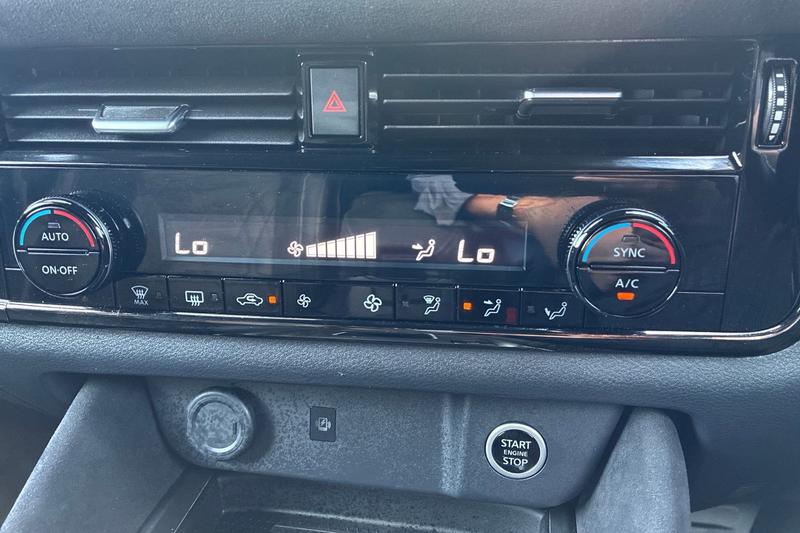 Lo
Lo
AUTO
ON·OFF
SYNC
A/C
MAX
START
ENGINE
STOP